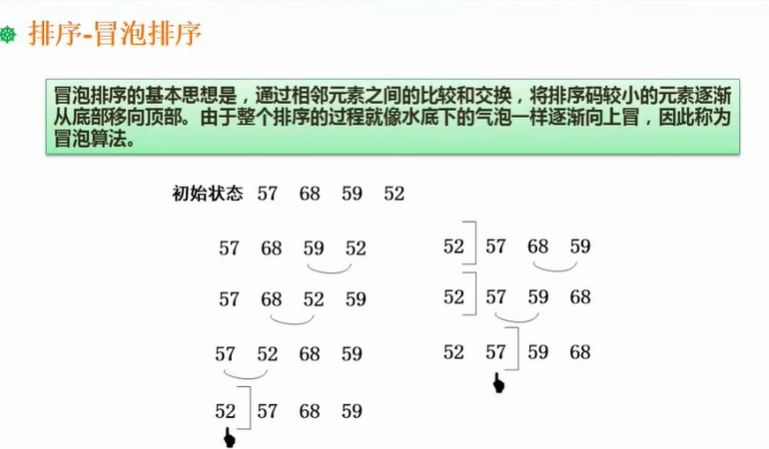 排序-冒泡排序
冒泡排序的基本思想是，通过相邻元素之间的比较和交换，将排序码较小的元素逐渐
从底部移向顶部。由于整个排序的过程就像水底下的气泡一样逐渐向上冒，因此称为
冒泡算法。
初始状态 57 68 59 52
57 68 59 52
57 68 52 59
57 52 68 59
52 57 68 59
52 57 68 59
52 57 59 68
52 57 59 68